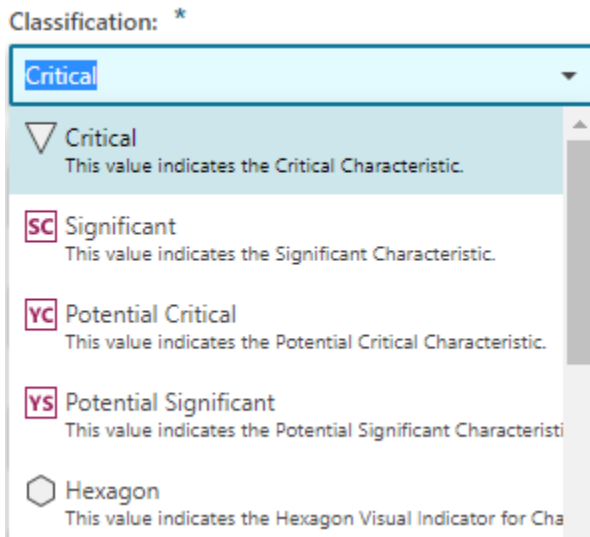 Classification: *
Critical
Critical
This value indicates the Critical Characteristic.
SC Significant
This value indicates the Significant Characteristic.
YC Potential Critical
This value indicates the Potential Critical Characteristic.
YS Potential Significant
This value indicates the Potential Significant Characteristi
Hexagon
This value indicates the Hexagon Visual Indicator for Cha